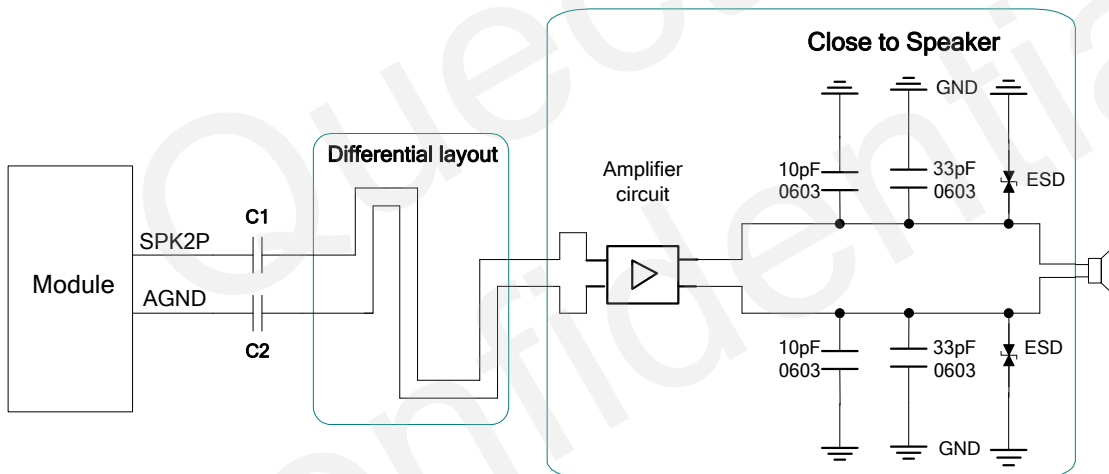 Close to Speaker
GND
Differential layout
Amplifier
circuit
10pF
0603
33pF
0603
ESD
C1
SPK2P
Module
AGND
C2
10pF
0603
33pF
0603
ESD
GND